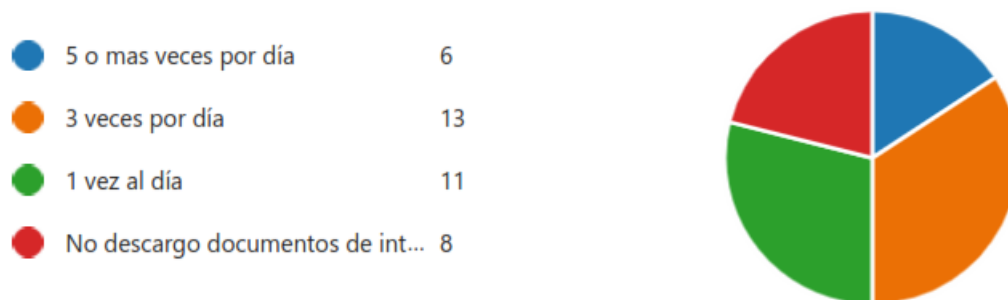 5 o mas veces por día 6
3 veces por día 13
1 vez al día 11
No descargo documentos de int... 8